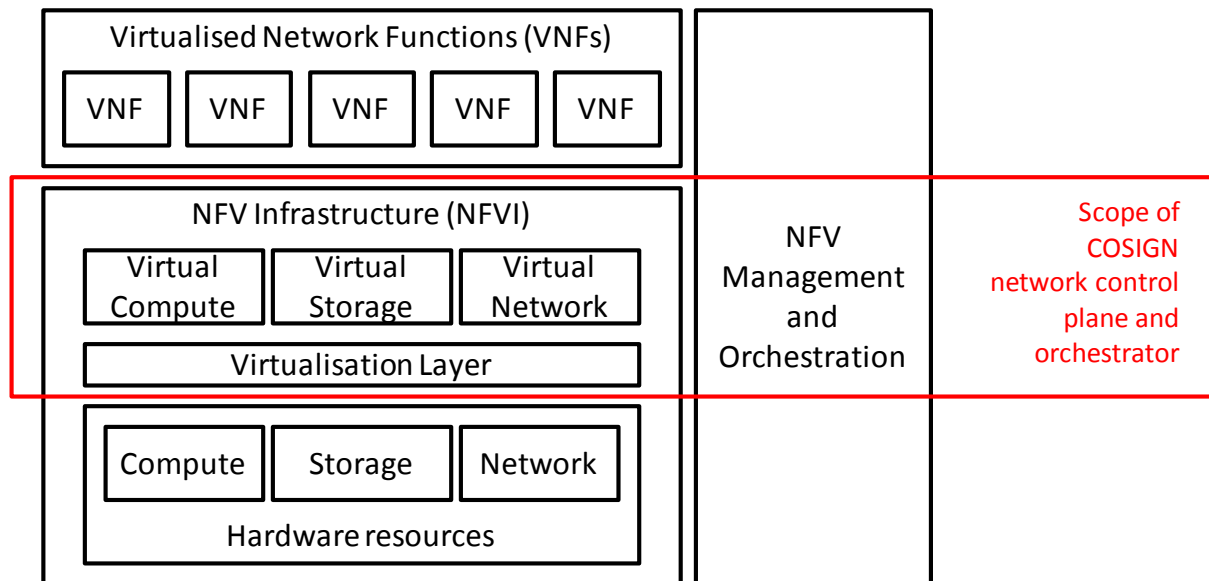 Virtualised Network Functions (VNFs)
VNF VNF VNF VNF VNF
NFV Infrastructure (NFVI)
Virtual
Compute
Virtual
Storage
Virtual
Network
Virtualisation Layer
Compute
Storage
Network
Hardware resources
NFV
Management
and
Orchestration
Scope of
COSIGN
network control
plane and
orchestrator